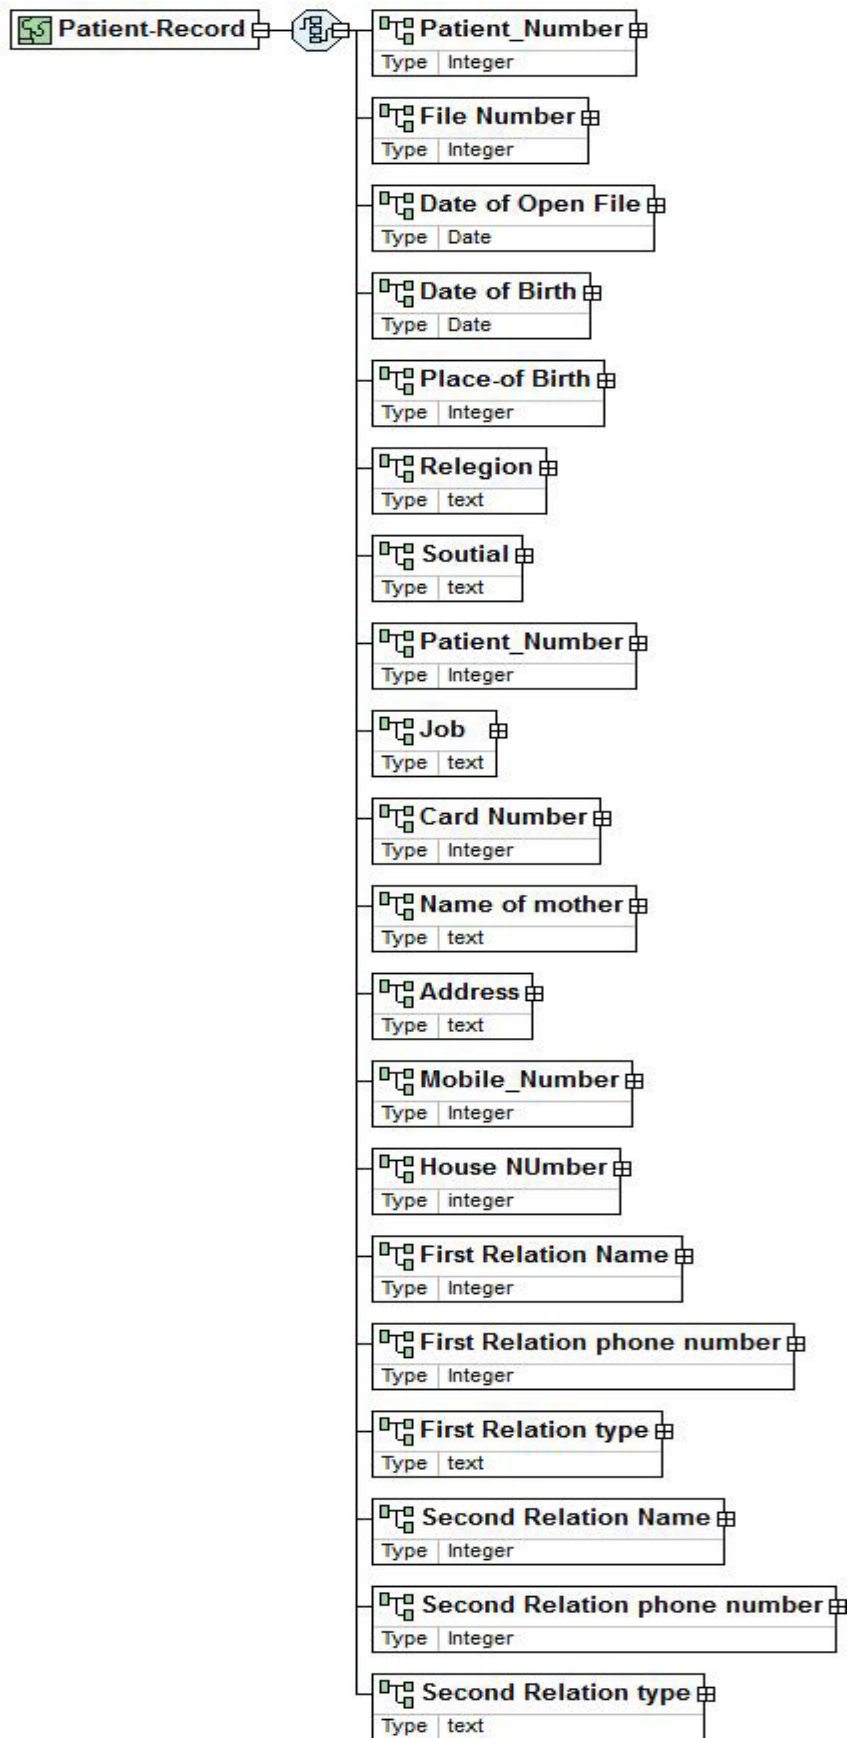 Patient-Record
Patient_Number
Type Integer
File Number
Type Integer
Date of Open File
Type Date
Date of Birth
Type Date
Place-of Birth
Type Integer
Relegion
Type text
Soutial
Type text
Patient_Number
Type Integer
Job
Type text
Card Number
Type Integer
Name of mother
Type text
Address
Type text
Mobile_Number
Type Integer
House NUmber
Type integer
First Relation Name
Type Integer
First Relation phone number
Type Integer
First Relation type
Type text
Second Relation Name
Type Integer
Second Relation phone number
Type Integer
Second Relation type
Type text